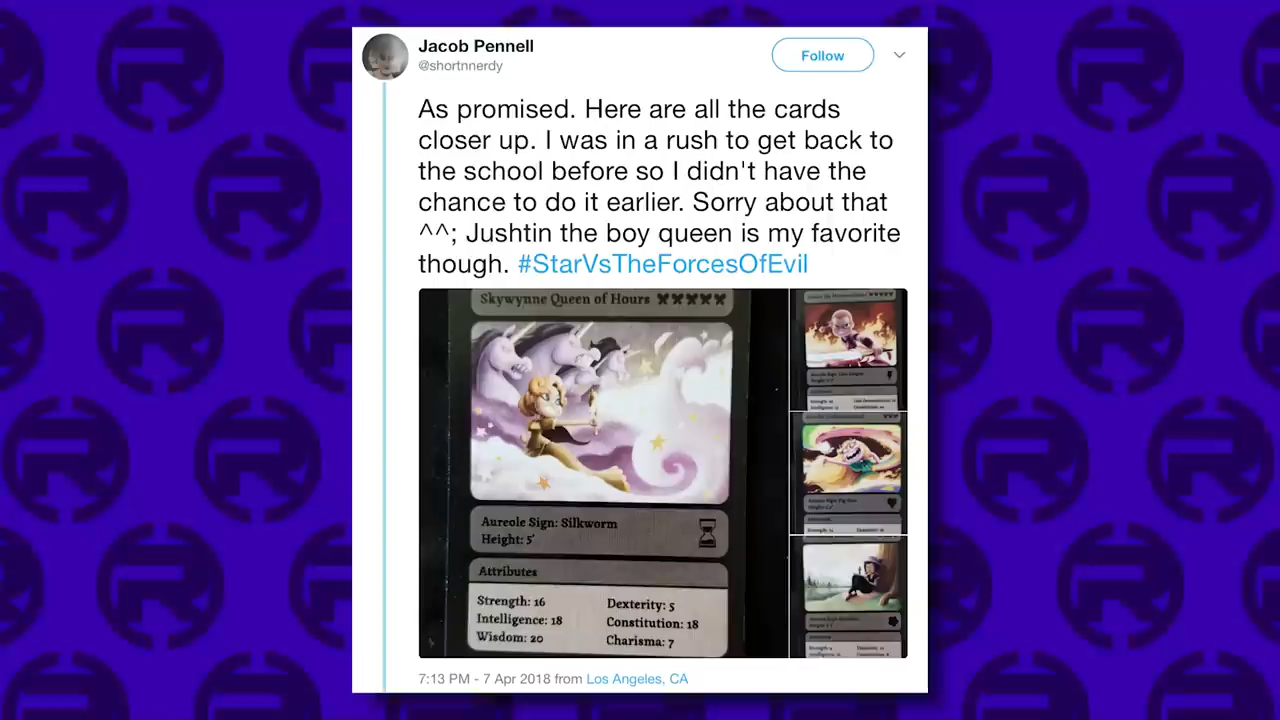 Jacob Pennell
@shortnnerdy
Follow
As promised. Here are all the cards
closer up. I was in a rush to get back to
the school before so I didn't have the
chance to do it earlier. Sorry about that
^^; Jushtin the boy queen is my favorite
though. #StarVsTheForcesOfEvil
Skywynne Queen of Hours
Aureole Sign: Silkworm
Height: 5'
Attributes
Strength: 16
Intelligence: 18
Wisdom: 20
Dexterity: 5
Constitution: 18
Charisma: 7
7:13 PM - 7 Apr 2018 from Los Angeles, CA